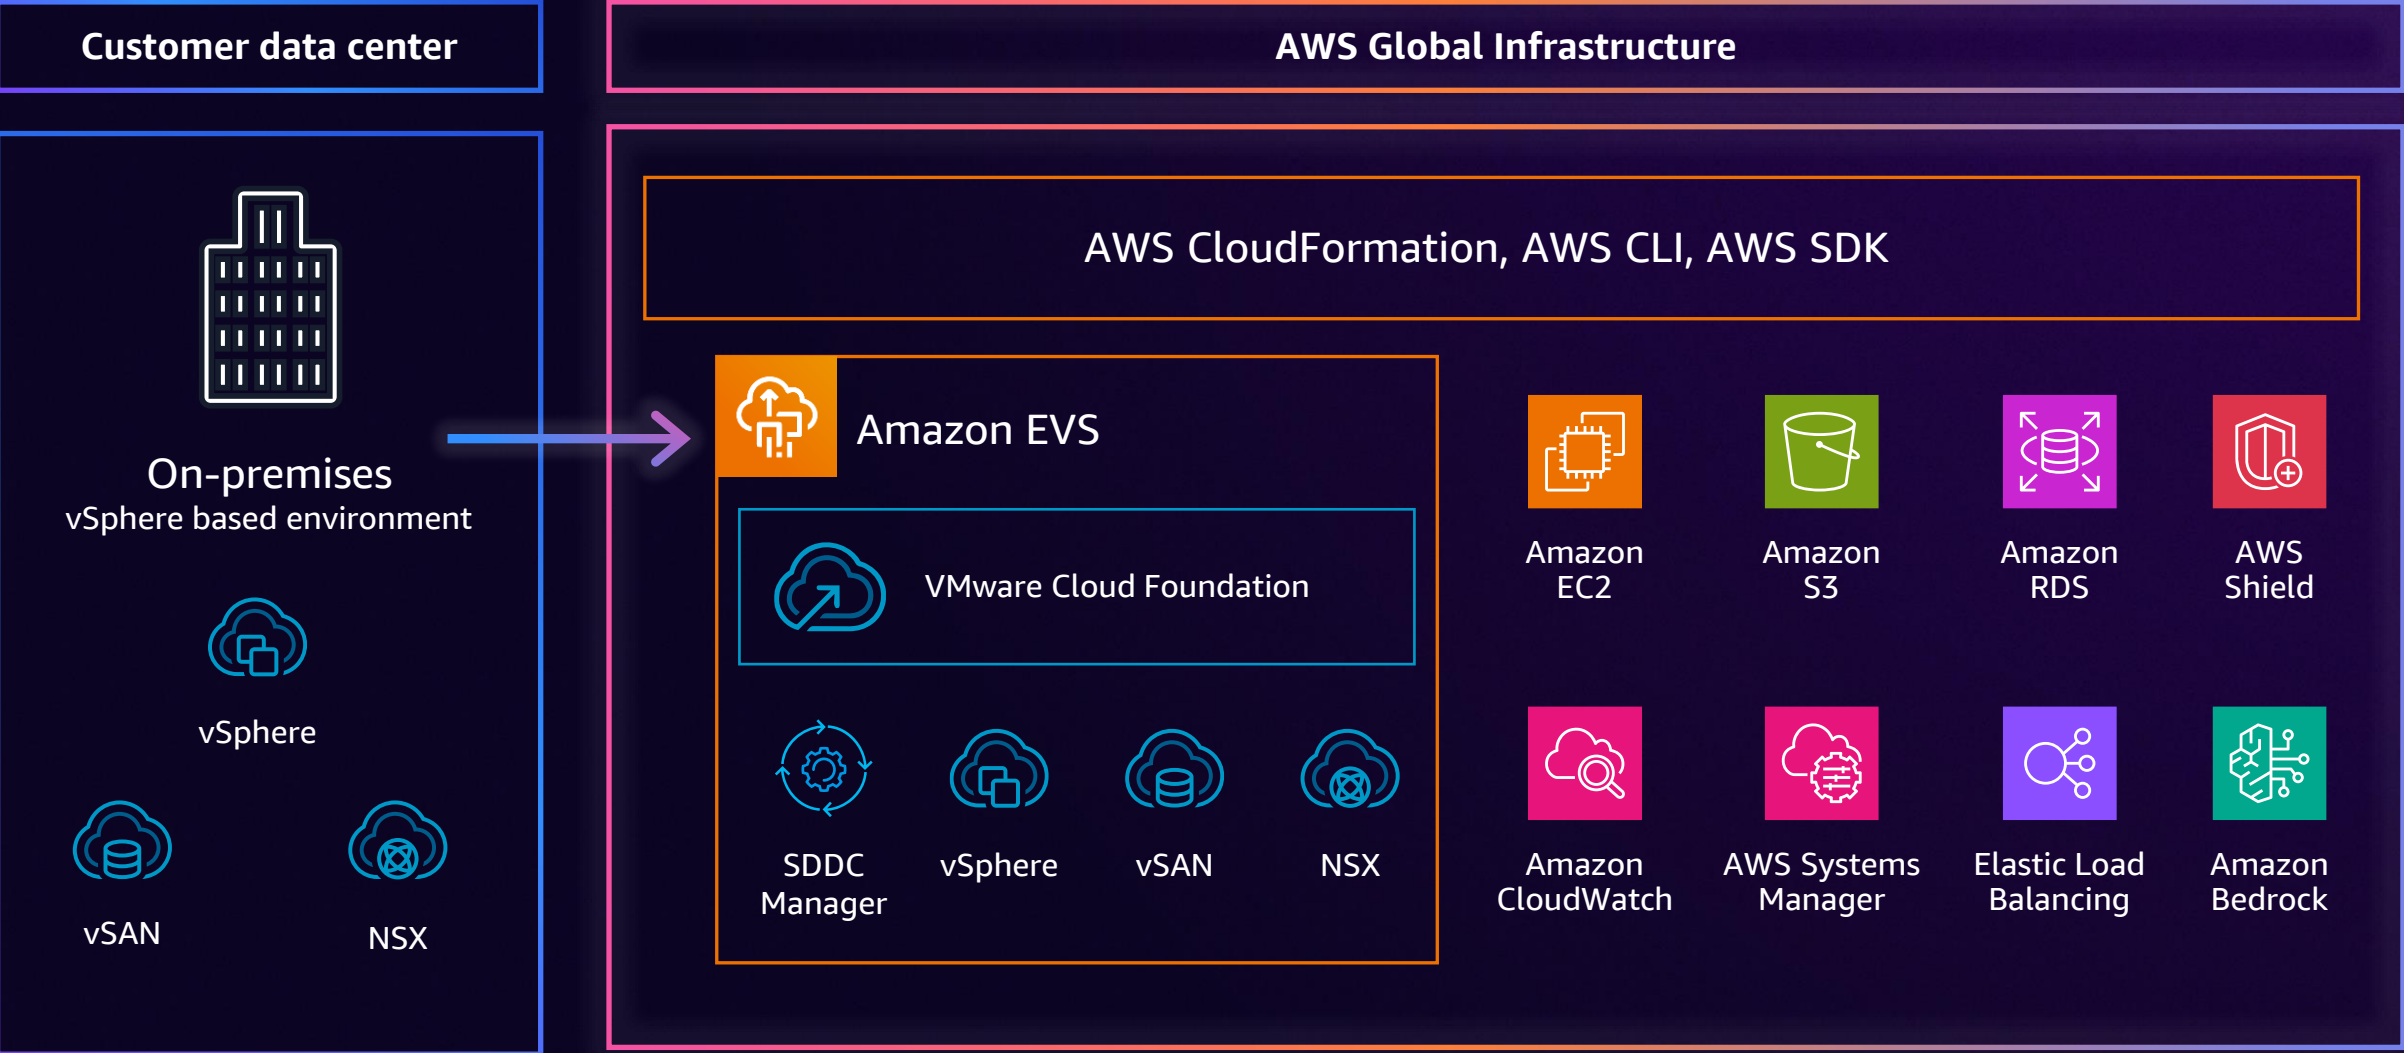 Customer data center
AWS Global Infrastructure
On-premises
vSphere based environment
vSphere
vSAN
NSX
AWS CloudFormation, AWS CLI, AWS SDK
Amazon EVS
VMware Cloud Foundation
SDDC
Manager
vSphere
vSAN
NSX
Amazon
EC2
Amazon
S3
Amazon
RDS
AWS
Shield
Amazon
CloudWatch
AWS Systems
Manager
Elastic Load
Balancing
Amazon
Bedrock